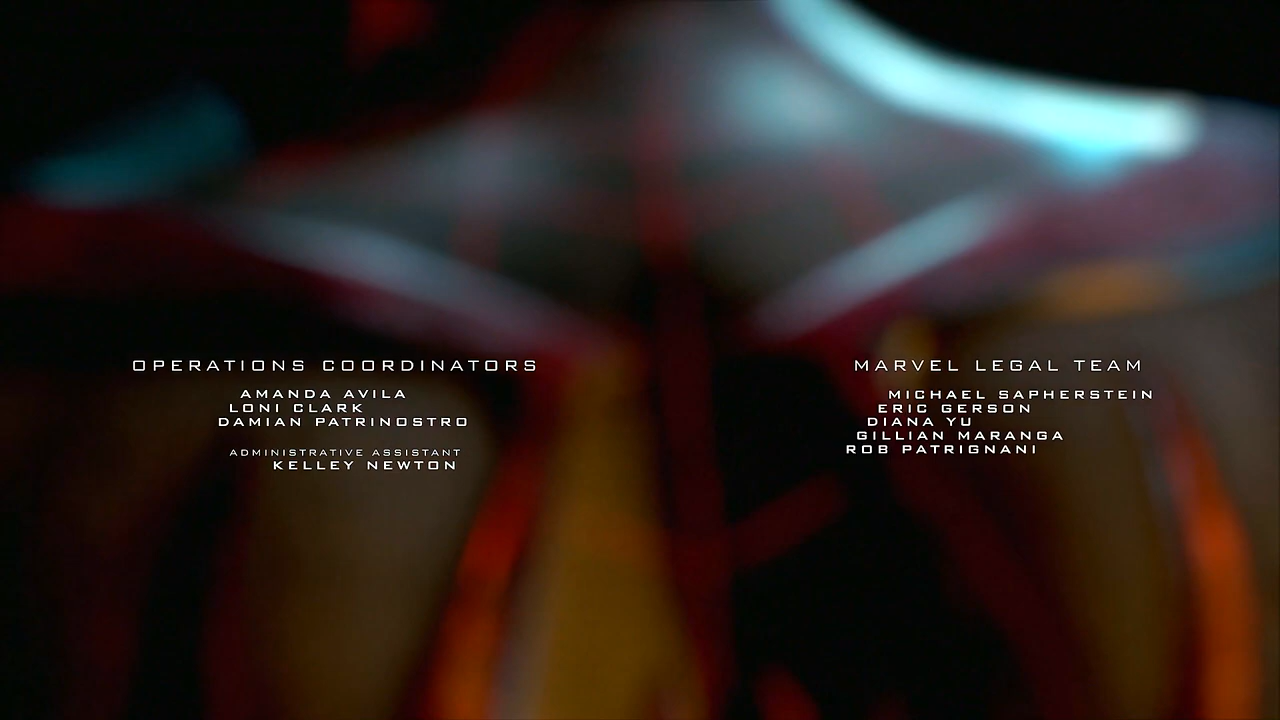 OPERATIONS COORDINATORS
AMANDA AVILA
LONI CLARK
DAMIAN PATRINOSTRO
ADMINISTRATIVE ASSISTANT
KELLEY NEWTON
MARVEL LEGAL TEAM
MICHAEL SAPHERSTEIN
ERIC GERSON
DIANA YU
GILLIAN MARANGA
ROB PATRIGNANI